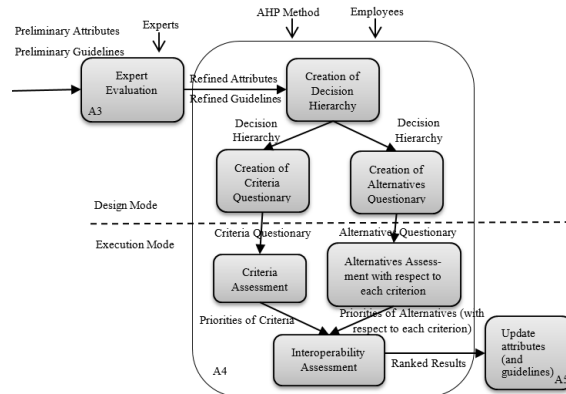 AHP Method
Employees
Experts
Preliminary Attributes
Preliminary Guidelines
Expert
Evaluation
A3
Refined Attributes
Refined Guidelines
Creation of
Decision
Hierarchy
Decision
Hierarchy
Decision
Hierarchy
Creation of
Criteria
Questionary
Creation of
Alternatives
Questionary
Design Mode
Execution Mode
Criteria Questionary
Alternatives Questionary
Criteria
Assessment
Alternatives Assess-
ment with respect to
each criterion
Priorities of Criteria
Priorities of Alternatives (with
respect to each criterion)
Interoperability
Assessment
A4
Ranked Results
Update
attributes
(and
guidelines)
A5